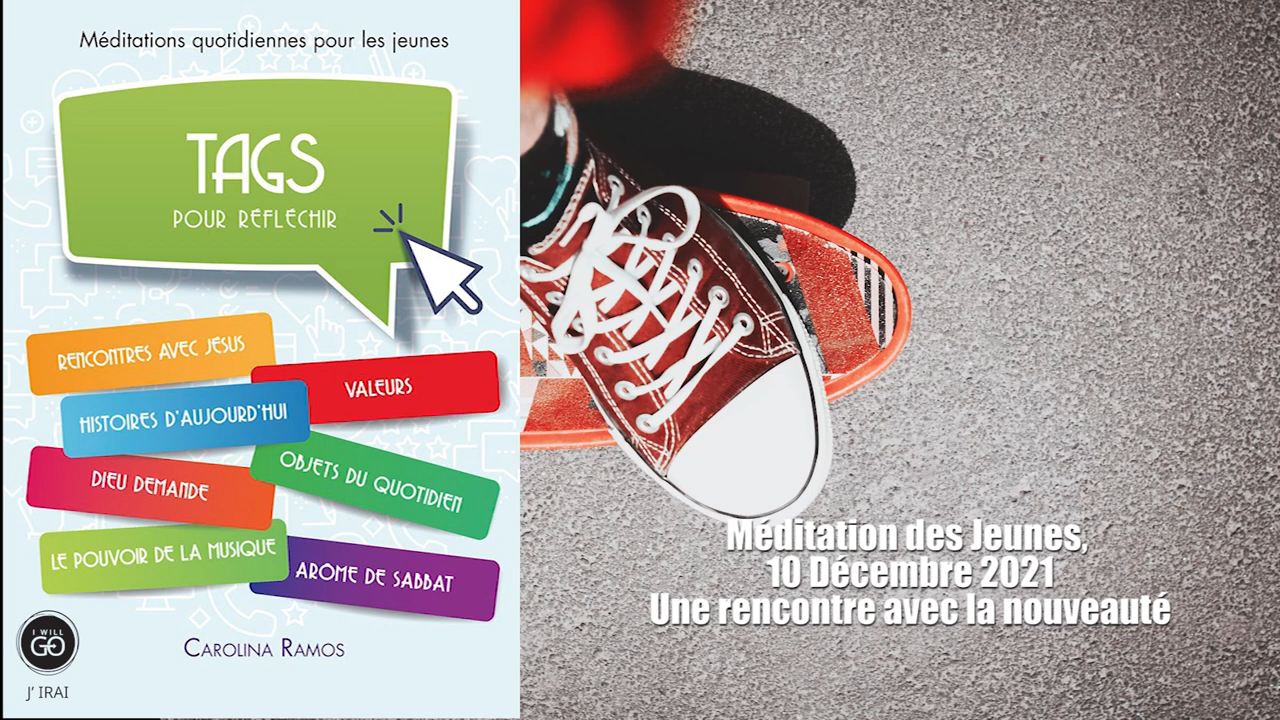 Méditations quotidiennes pour les jeunes
TAGS
POUR RÉFLÉCHIR
RENCONTRES AVEC JÉSUS
VALEURS
HISTOIRES D'AUJOURD'HUI
OBJETS DU QUOTIDIEN
DIEU DEMANDE
LE POUVOIR DE LA MUSIQUE
AROME DE SABBAT
CAROLINA RAMOS
I WILL
GO
J' IRAI
Méditation des Jeunes,
10 Décembre 2021
Une rencontre avec la nouveauté